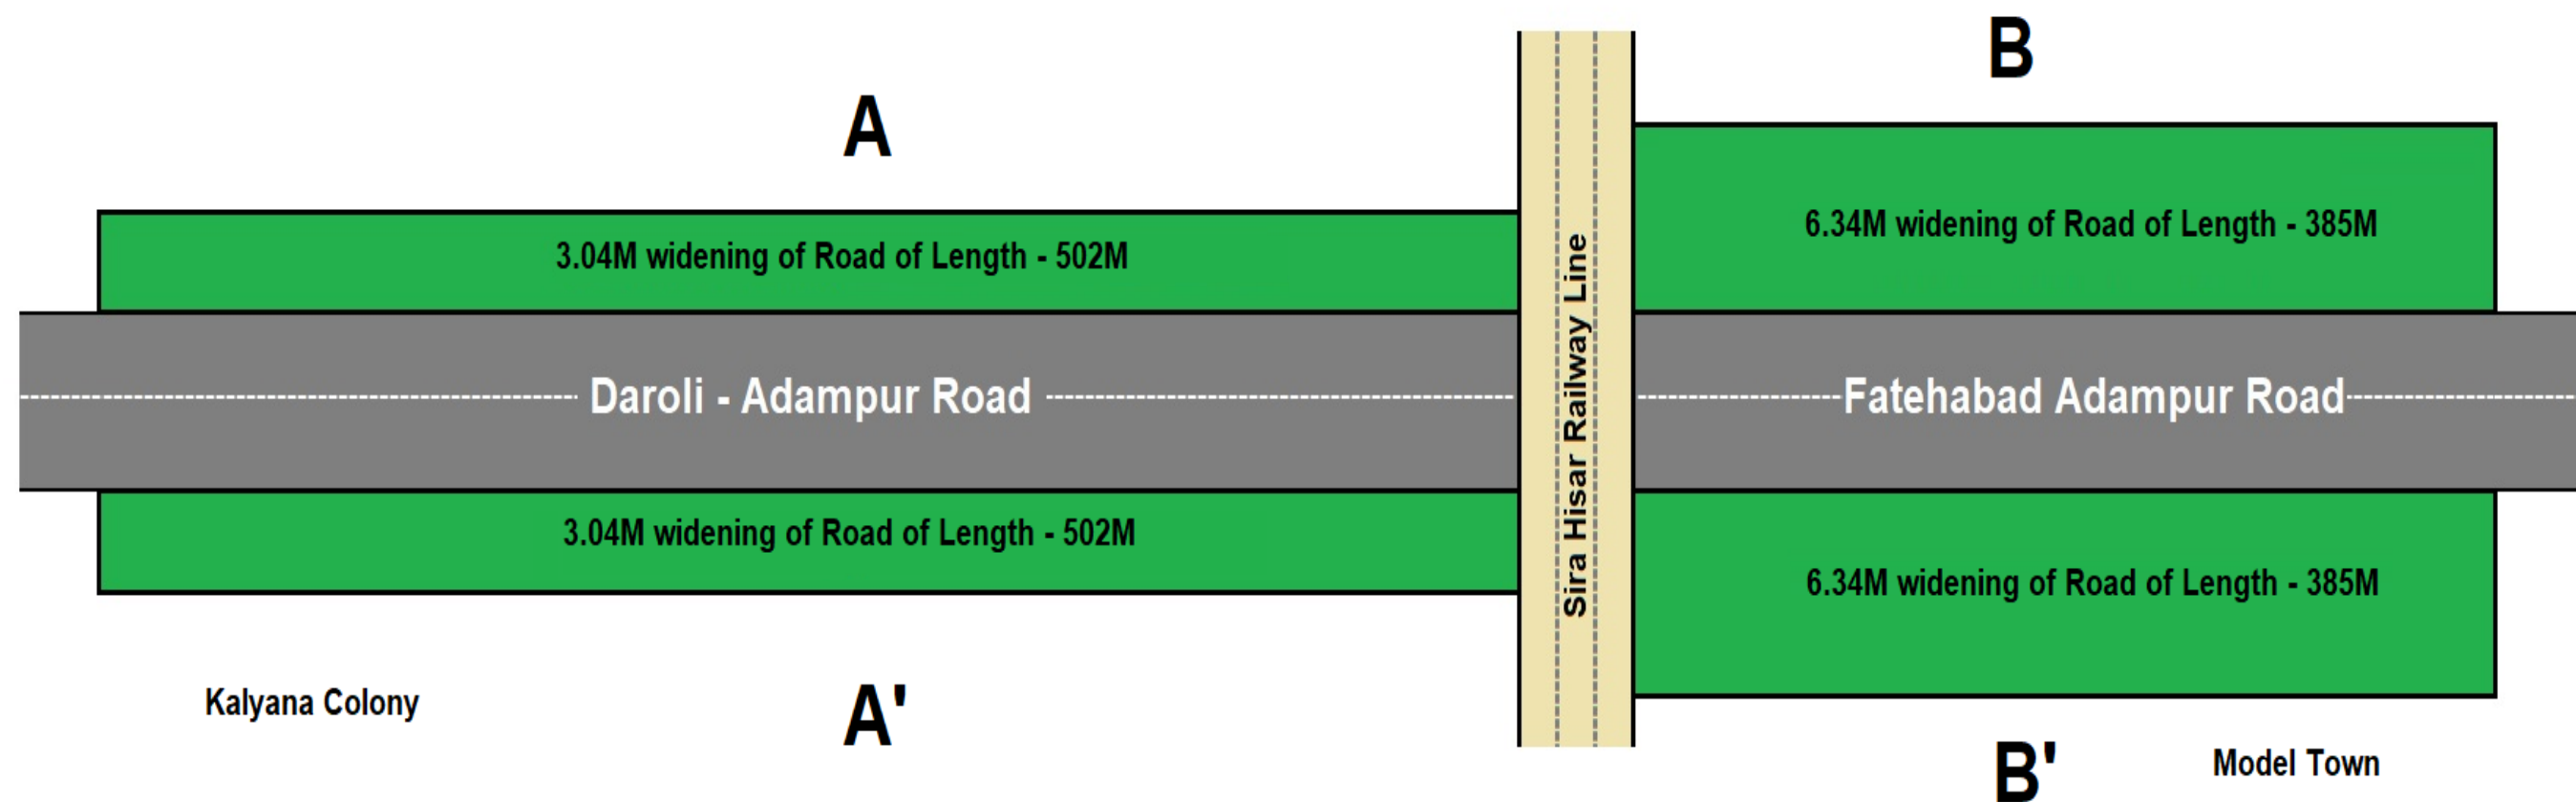 B
A
3.04M widening of Road of Length - 502M
6.34M widening of Road of Length - 385M
Sira Hisar Railway Line
Daroli - Adampur Road
Fatehabad Adampur Road
3.04M widening of Road of Length - 502M
6.34M widening of Road of Length - 385M
Kalyana Colony
A'
B'
Model Town